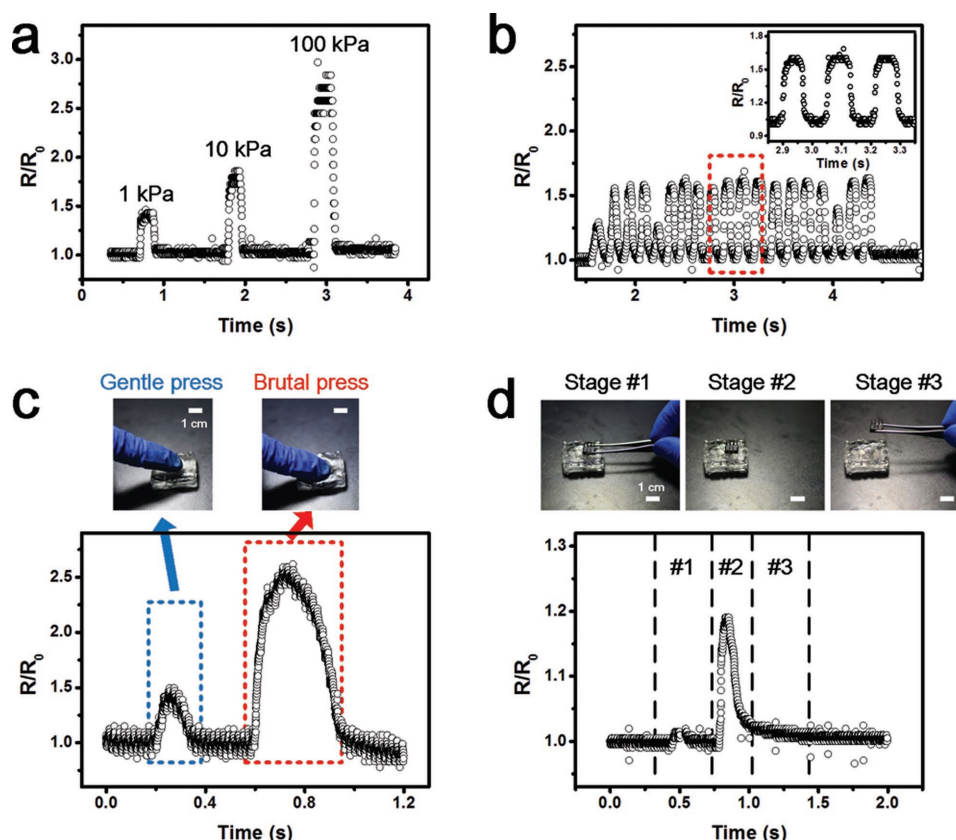 a
100 kPa
10 kPa
1 kPa
R/R0
3.0
2.5
2.0
1.5
1.0
0
1
2
3
4
Time (s)
b
R/R0
2.0
1.5
1.0
2
3
4
Time (s)
R/R0
1.8
1.5
1.2
0.9
2.9
3.0
3.1
3.2
3.3
Time (s)
c
Gentle press
Brutal press
1 cm
R/R0
2.5
2.0
1.5
1.0
0.0
0.4
0.8
1.2
Time (s)
d
Stage #1
Stage #2
Stage #3
1 cm
#1
#2
#3
R/R0
1.3
1.2
1.1
1.0
0.0
0.5
1.0
1.5
2.0
Time (s)